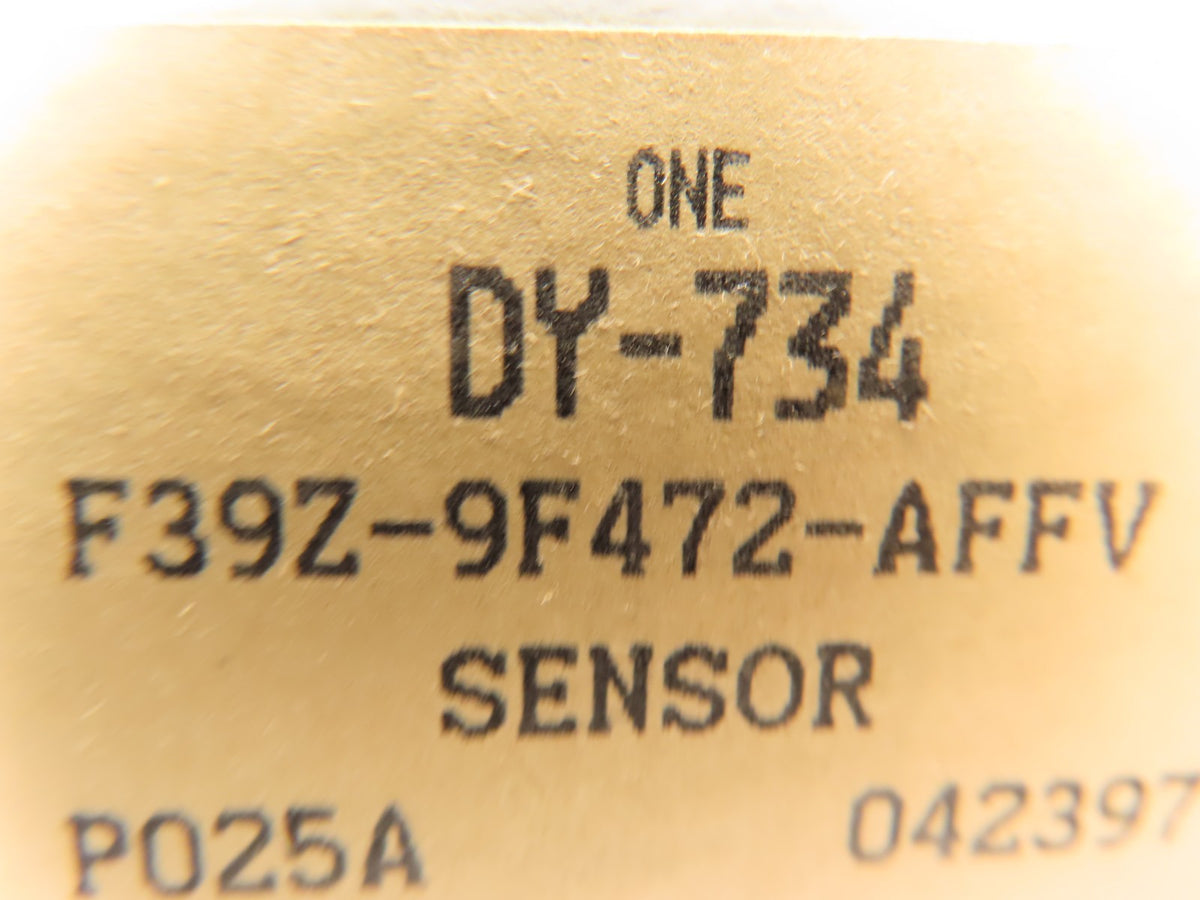 ONE
DY-734
F39Z-9F472-AFFV
SENSOR
P025A 042397